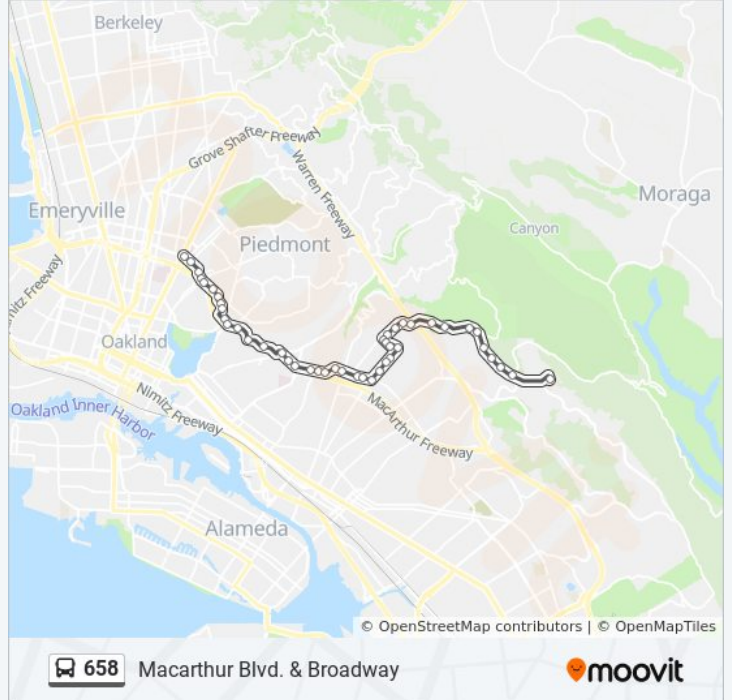 Berkeley
Grove Shafter Freeway
Warren Freeway
Moraga
Emeryville
Canyon
Piedmont
mitz Freeway
Oakland
Nimitz Freeway
Oakland Inner Harbor
MacArthur Freeway
Alameda
© OpenStreetMap contributors | © OpenMapTiles
658 Macarthur Blvd. & Broadway
moovit